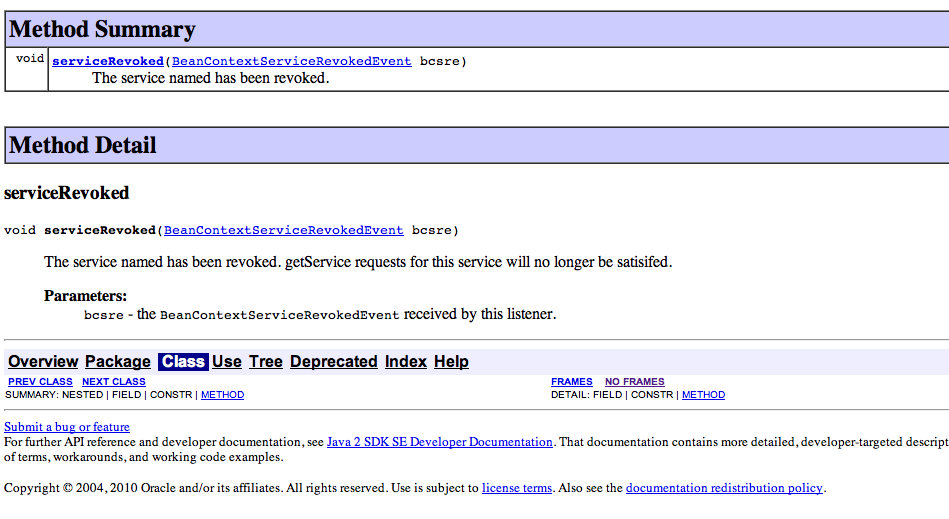 Method Summary
void serviceRevoked(BeanContextServiceRevokedEvent bcsre)
The service named has been revoked.
Method Detail
serviceRevoked
void serviceRevoked(BeanContextServiceRevokedEvent bcsre)
The service named has been revoked. getService requests for this service will no longer be satisifed.
Parameters:
bcsre - the BeanContextServiceRevokedEvent received by this listener.
Overview Package Class Use Tree Deprecated Index Help
PREV CLASS NEXT CLASS FRAMES NO FRAMES
SUMMARY: NESTED | FIELD | CONSTR | METHOD DETAIL: FIELD | CONSTR | METHOD
Submit a bug or feature
For further API reference and developer documentation, see Java 2 SDK SE Developer Documentation. That documentation contains more detailed, developer-targeted descript
of terms, workarounds, and working code examples.
Copyright © 2004, 2010 Oracle and/or its affiliates. All rights reserved. Use is subject to license terms. Also see the documentation redistribution policy.